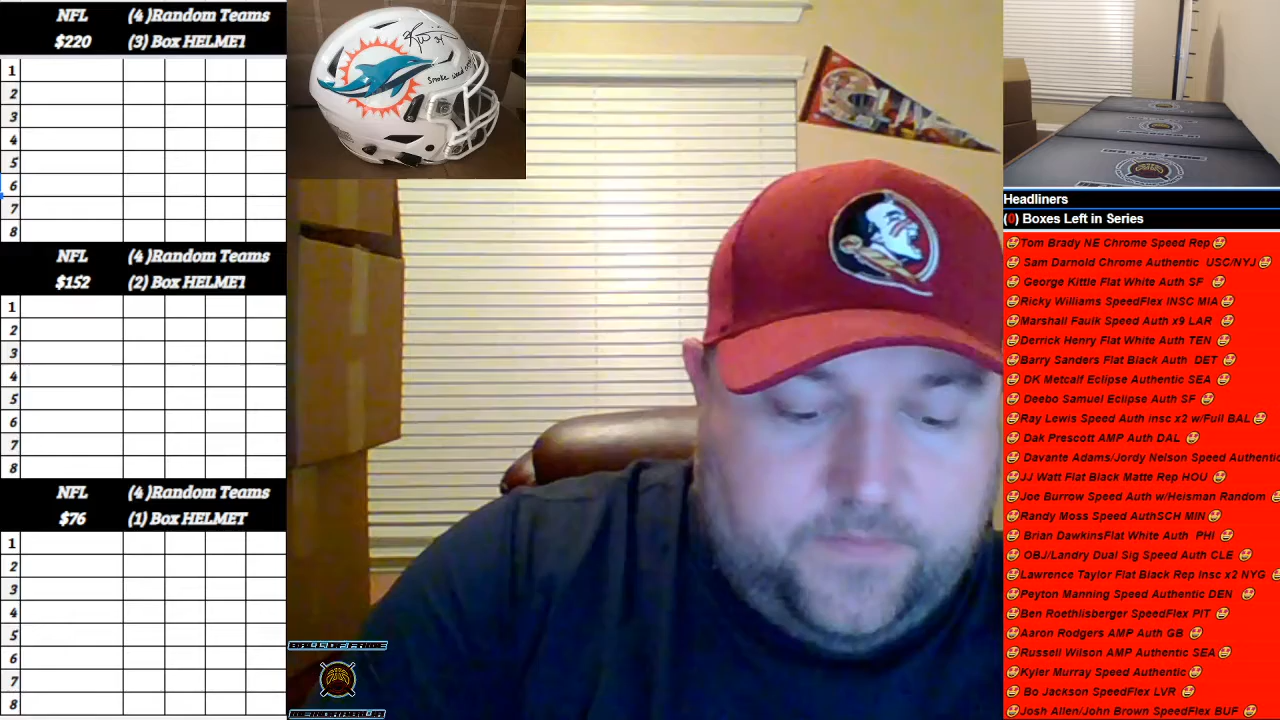 NFL (4 )Random Teams
$220 (3) Box HELMET
1
2
3
4
5
6
7
8
NFL (4 )Random Teams
$152 (2) Box HELMET
1
2
3
4
5
6
7
8
NFL (4 )Random Teams
$76 (1) Box HELMET
1
2
3
4
5
6
7
8
Smoke weed
BALLS OF FAME
Headliners
(0) Boxes Left in Series
Tom Brady NE Chrome Speed Rep
Sam Darnold Chrome Authentic USC/NYJ
George Kittle Flat White Auth SF
Ricky Williams SpeedFlex INSC MIA
Marshall Faulk Speed Auth x9 LAR
Derrick Henry Flat White Auth TEN
Barry Sanders Flat Black Auth DET
DK Metcalf Eclipse Authentic SEA
Deebo Samuel Eclipse Auth SF
Ray Lewis Speed Auth insc x2 w/Full BAL
Dak Prescott AMP Auth DAL
Davante Adams/Jordy Nelson Speed Authentic
JJ Watt Flat Black Matte Rep HOU
Joe Burrow Speed Auth w/Heisman Random
Randy Moss Speed AuthSCH MIN
Brian DawkinsFlat White Auth PHI
OBJ/Landry Dual Sig Speed Auth CLE
Lawrence Taylor Flat Black Rep Insc x2 NYG
Peyton Manning Speed Authentic DEN
Ben Roethlisberger SpeedFlex PIT
Aaron Rodgers AMP Auth GB
Russell Wilson AMP Authentic SEA
Kyler Murray Speed Authentic
Bo Jackson SpeedFlex LVR
Josh Allen/John Brown SpeedFlex BUF